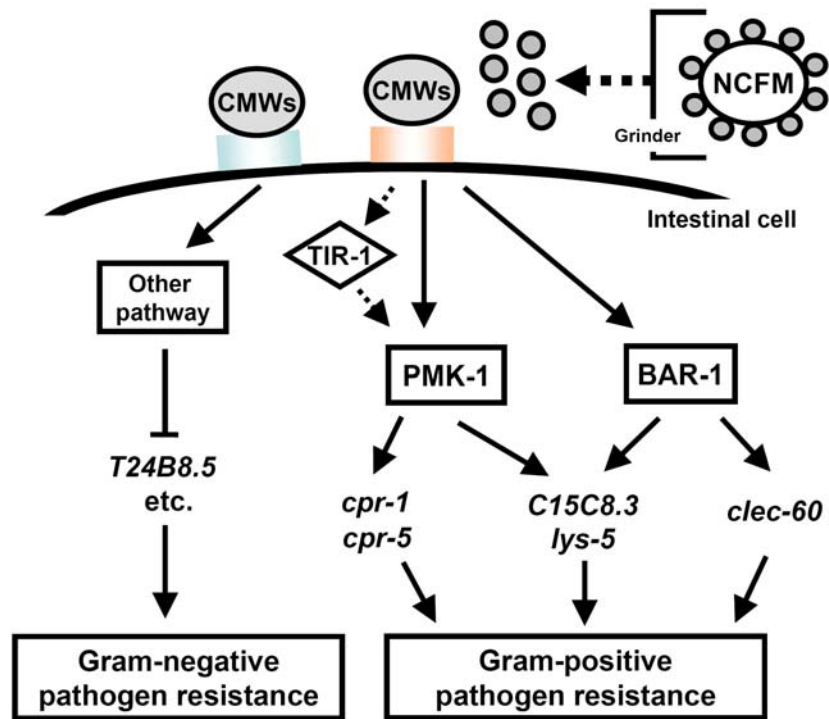 CMWs
CMWs
NCFM
Grinder
Intestinal cell
TIR-1
Other
pathway
PMK-1
BAR-1
T24B8.5
etc.
cpr-1
cpr-5
C15C8.3
lys-5
clec-60
Gram-negative
pathogen resistance
Gram-positive
pathogen resistance